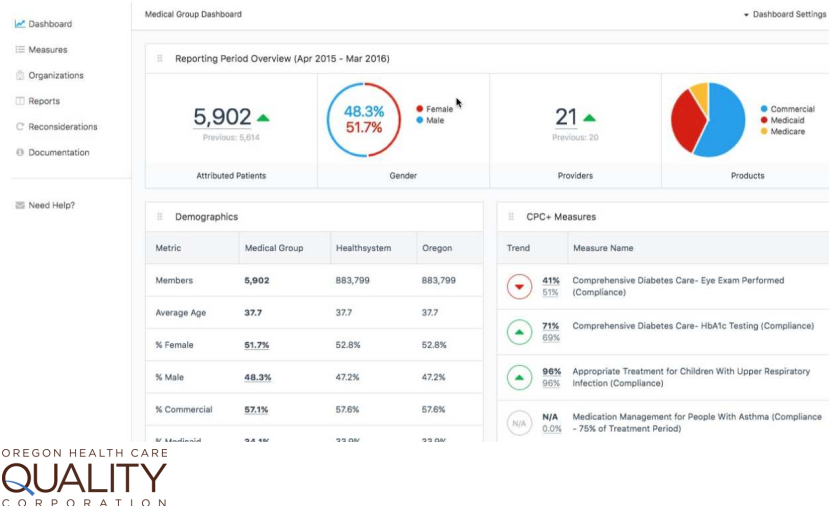 Dashboard
Measures
Organizations
Reports
Reconsiderations
Documentation
Need Help?
Medical Group Dashboard
Dashboard Settings
Reporting Period Overview (Apr 2015 - Mar 2016)
5,902
Previous: 5,614
Attributed Patients
48.3%
51.7%
Female
Male
Gender
21
Previous: 20
Providers
Commercial
Medicaid
Medicare
Products
Demographics
Metric Medical Group Healthsystem Oregon
Members 5,902 883,799 883,799
Average Age 37.7 37.7 37.7
% Female 51.7% 52.8% 52.8%
% Male 48.3% 47.2% 47.2%
% Commercial 57.1% 57.6% 57.6%
% Medicaid 34.1% 33.9% 33.9%
CPC+ Measures
Trend Measure Name
41% Comprehensive Diabetes Care- Eye Exam Performed
51% (Compliance)
71% Comprehensive Diabetes Care- HbA1c Testing (Compliance)
69%
96% Appropriate Treatment for Children With Upper Respiratory
96% Infection (Compliance)
N/A N/A Medication Management for People With Asthma (Compliance
0.0% - 75% of Treatment Period)
OREGON HEALTH CARE
QUALITY
CORPORATION